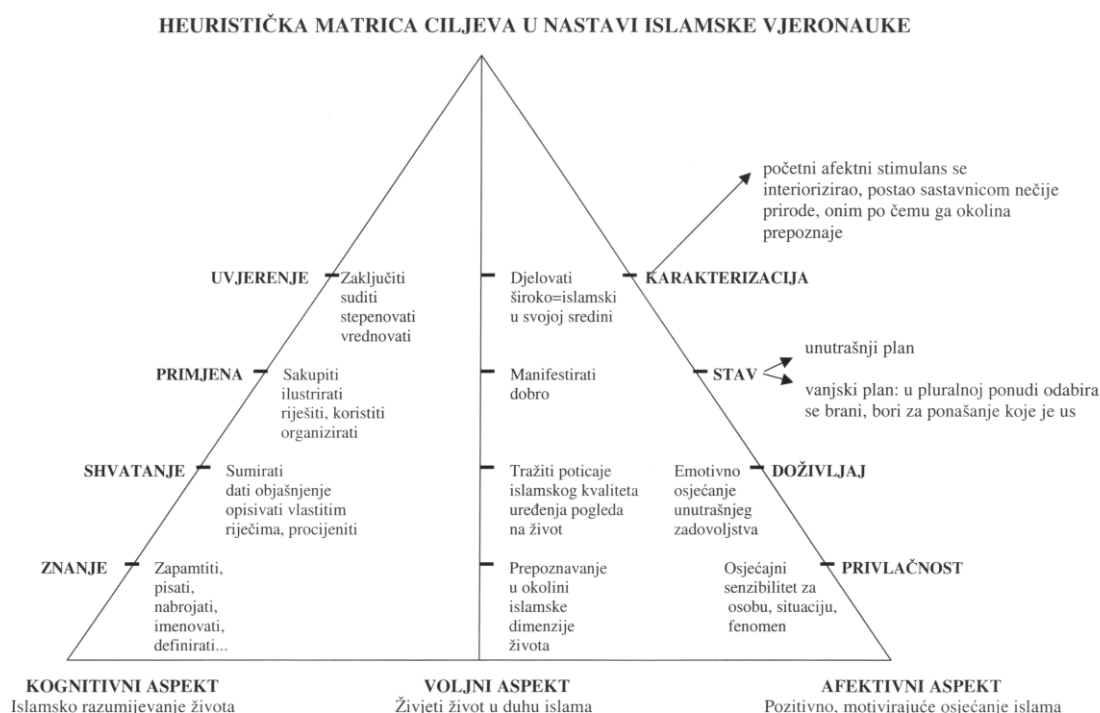 HEURISTIČKA MATRICA CILJEVA U NASTAVI ISLAMSKE VJERONAUKE
početni afektni stimulans se
interiorizirao, postao sastavnicom nečije
prirode, onim po čemu ga okolina
prepoznaje
UVJERENJE
Zaključiti
suditi
stepenovati
vrednovati
Djelovati
široko=islamski
u svojoj sredini
KARAKTERIZACIJA
PRIMJENA
Sakupiti
ilustrirati
riješiti, koristiti
organizirati
Manifestirati
dobro
STAV
unutrašnji plan
vanjski plan: u pluralnoj ponudi odabira
se brani, bori za ponašanje koje je us
SHVATANJE
Sumirati
dati objašnjenje
opisivati vlastitim
riječima, procijeniti
Tražiti poticaje
islamskog kvaliteta
uređenja pogleda
na život
Emotivno
osjećanje
unutrašnjeg
zadovoljstva
DOŽIVLJAJ
ZNANJE
Zapamtiti,
pisati,
nabrojati,
imenovati,
definirati...
Prepoznavanje
u okolini
islamske
dimenzije
života
Osjećajni
senzibilitet za
osobu, situaciju,
fenomen
PRIVLAČNOST
KOGNITIVNI ASPEKT
Islamsko razumijevanje života
VOLJNI ASPEKT
Živjeti život u duhu islama
AFEKTIVNI ASPEKT
Pozitivno, motivirajuće osjećanje islama